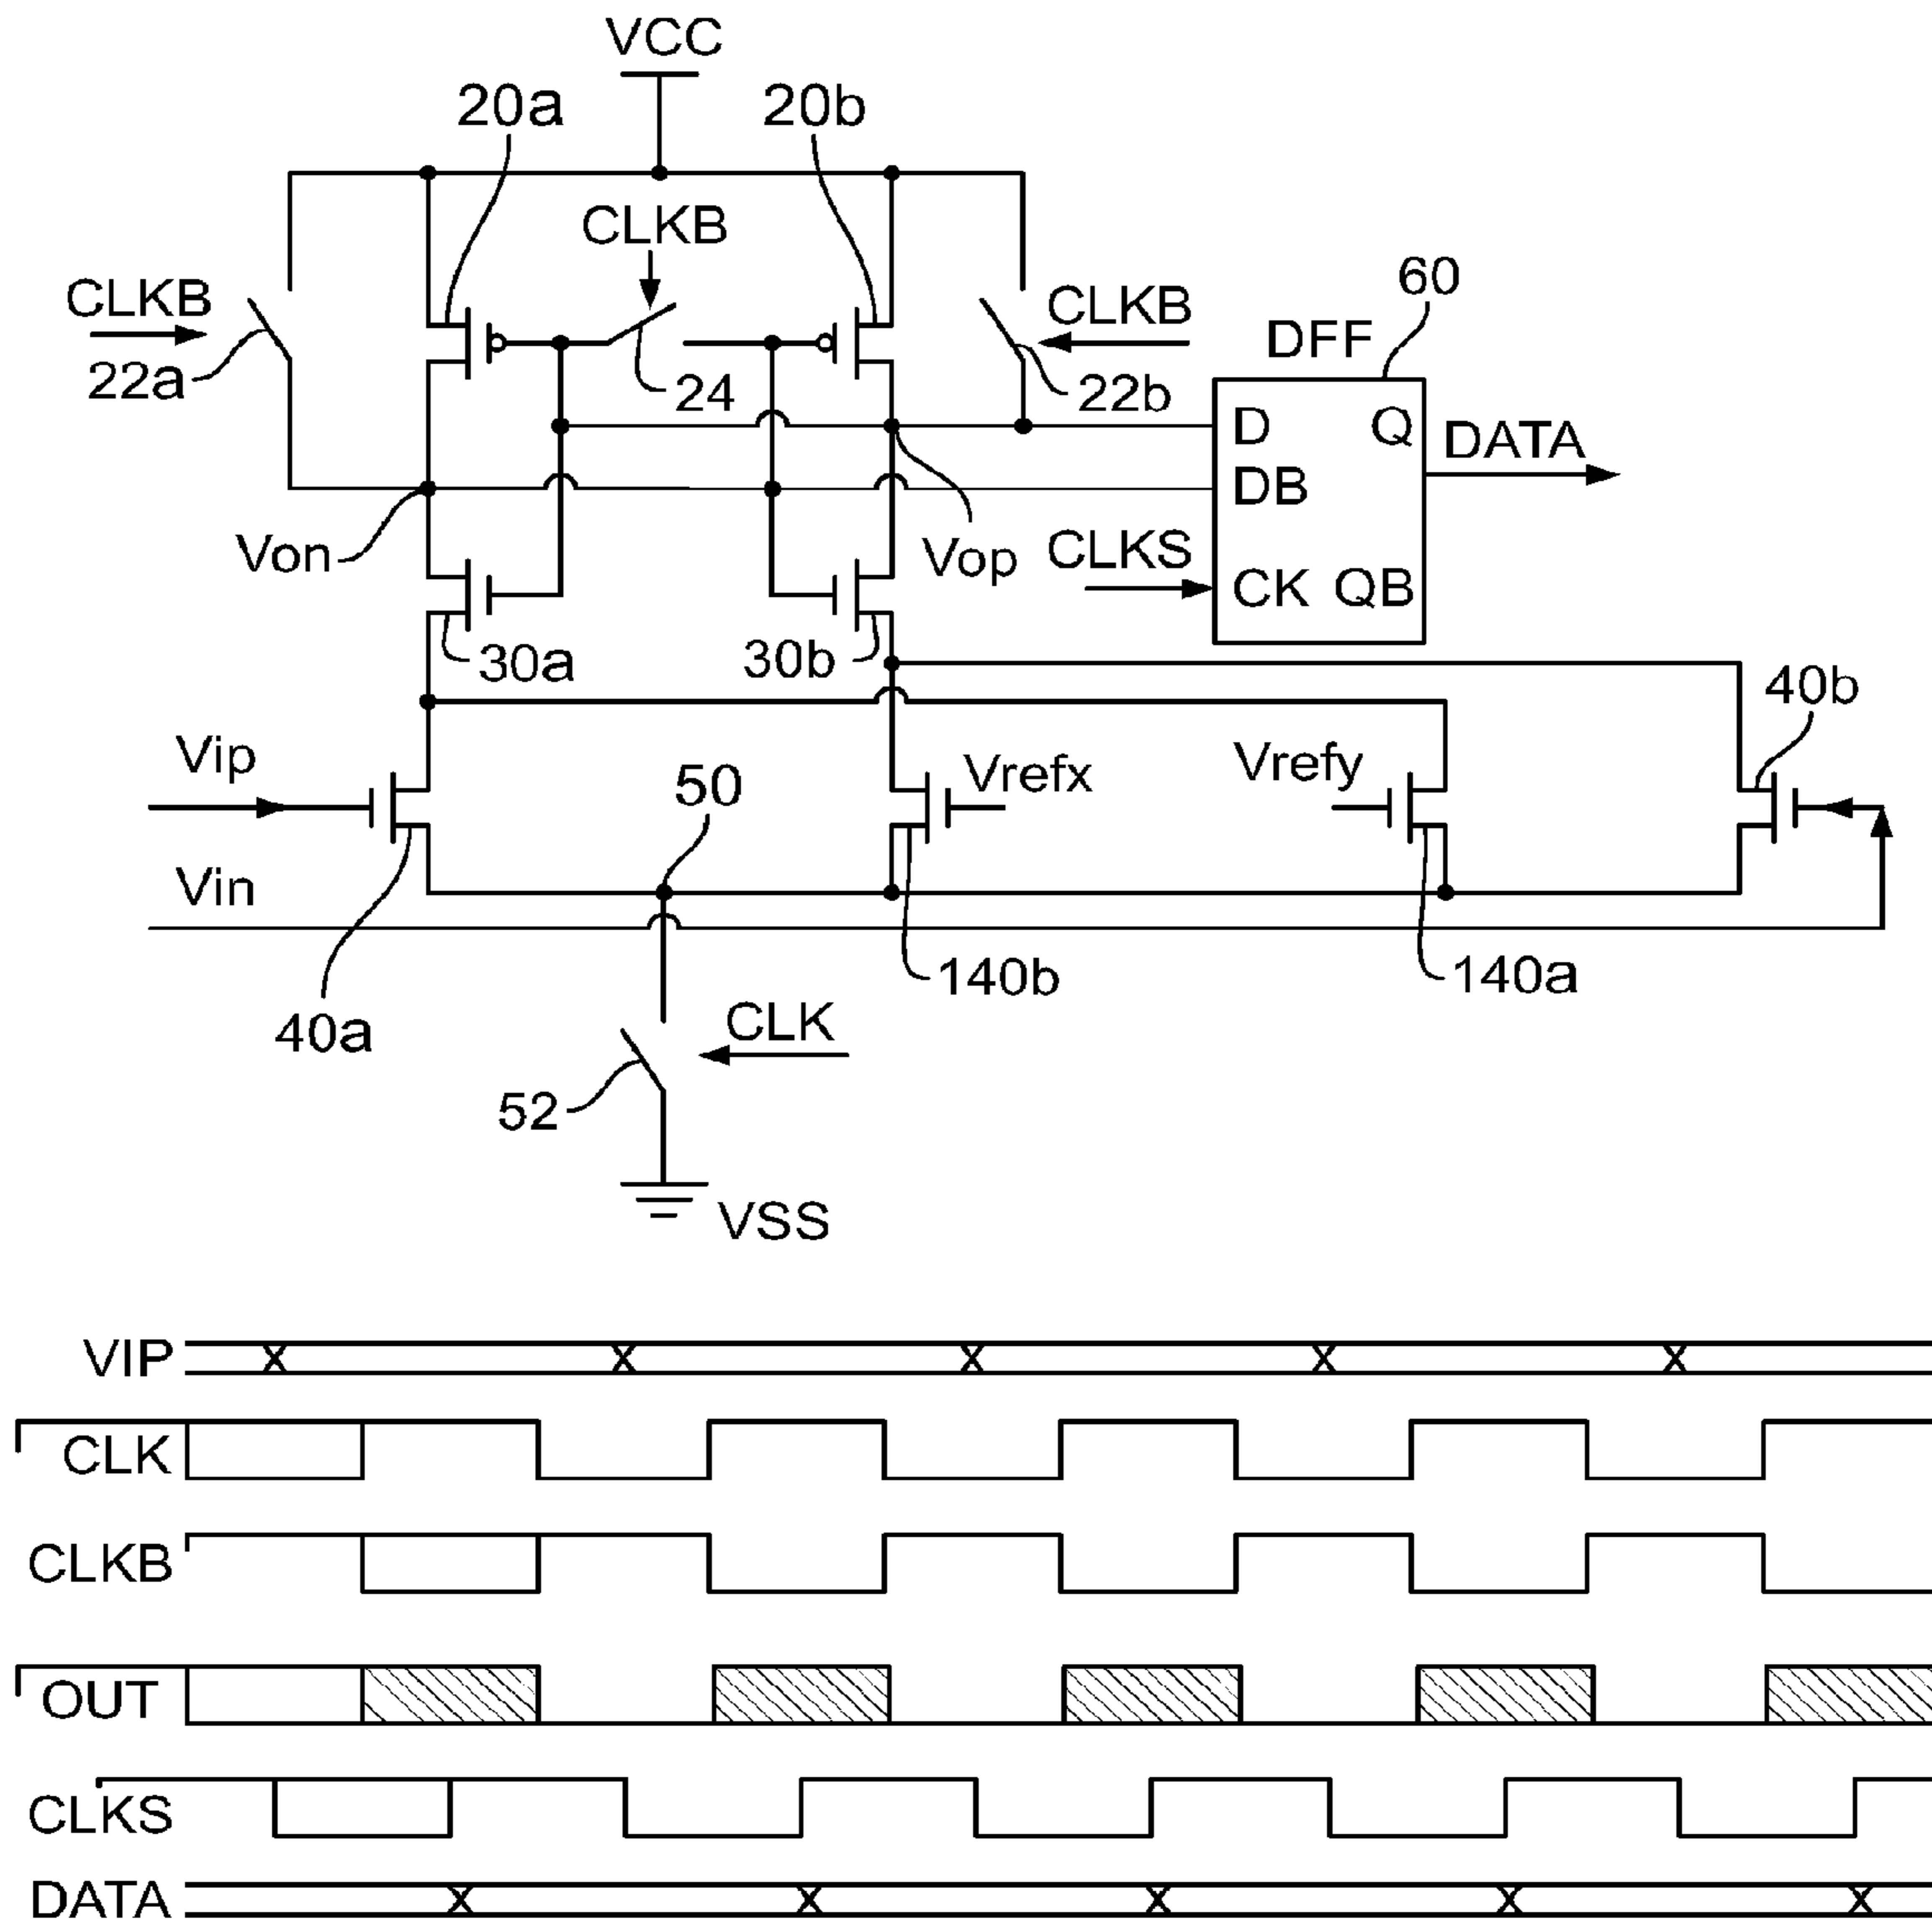 VCC
20a
20b
CLKB
CLKB
22a
24
CLKB
22b
60
DFF
D Q
DB
CK QB
DATA
CLKS
Von
Vop
30a
30b
40b
Vip
Vrefx
Vrefy
50
Vin
140b
140a
40a
CLK
52
VSS
VIP
CLK
CLKB
OUT
CLKS
DATA